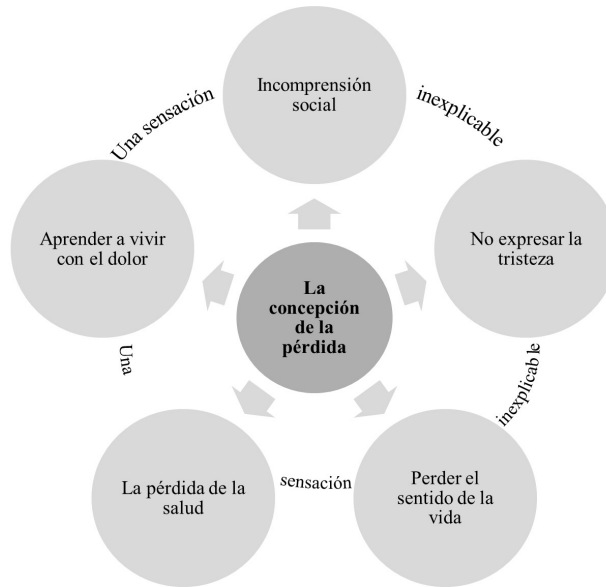 Incomprensión
social
Una sensación
inexplicable
Aprender a vivir
con el dolor
No expresar la
tristeza
La
concepción
de la
pérdida
Una
inexplicable
La pérdida de la
salud
sensación
Perder el
sentido de la
vida